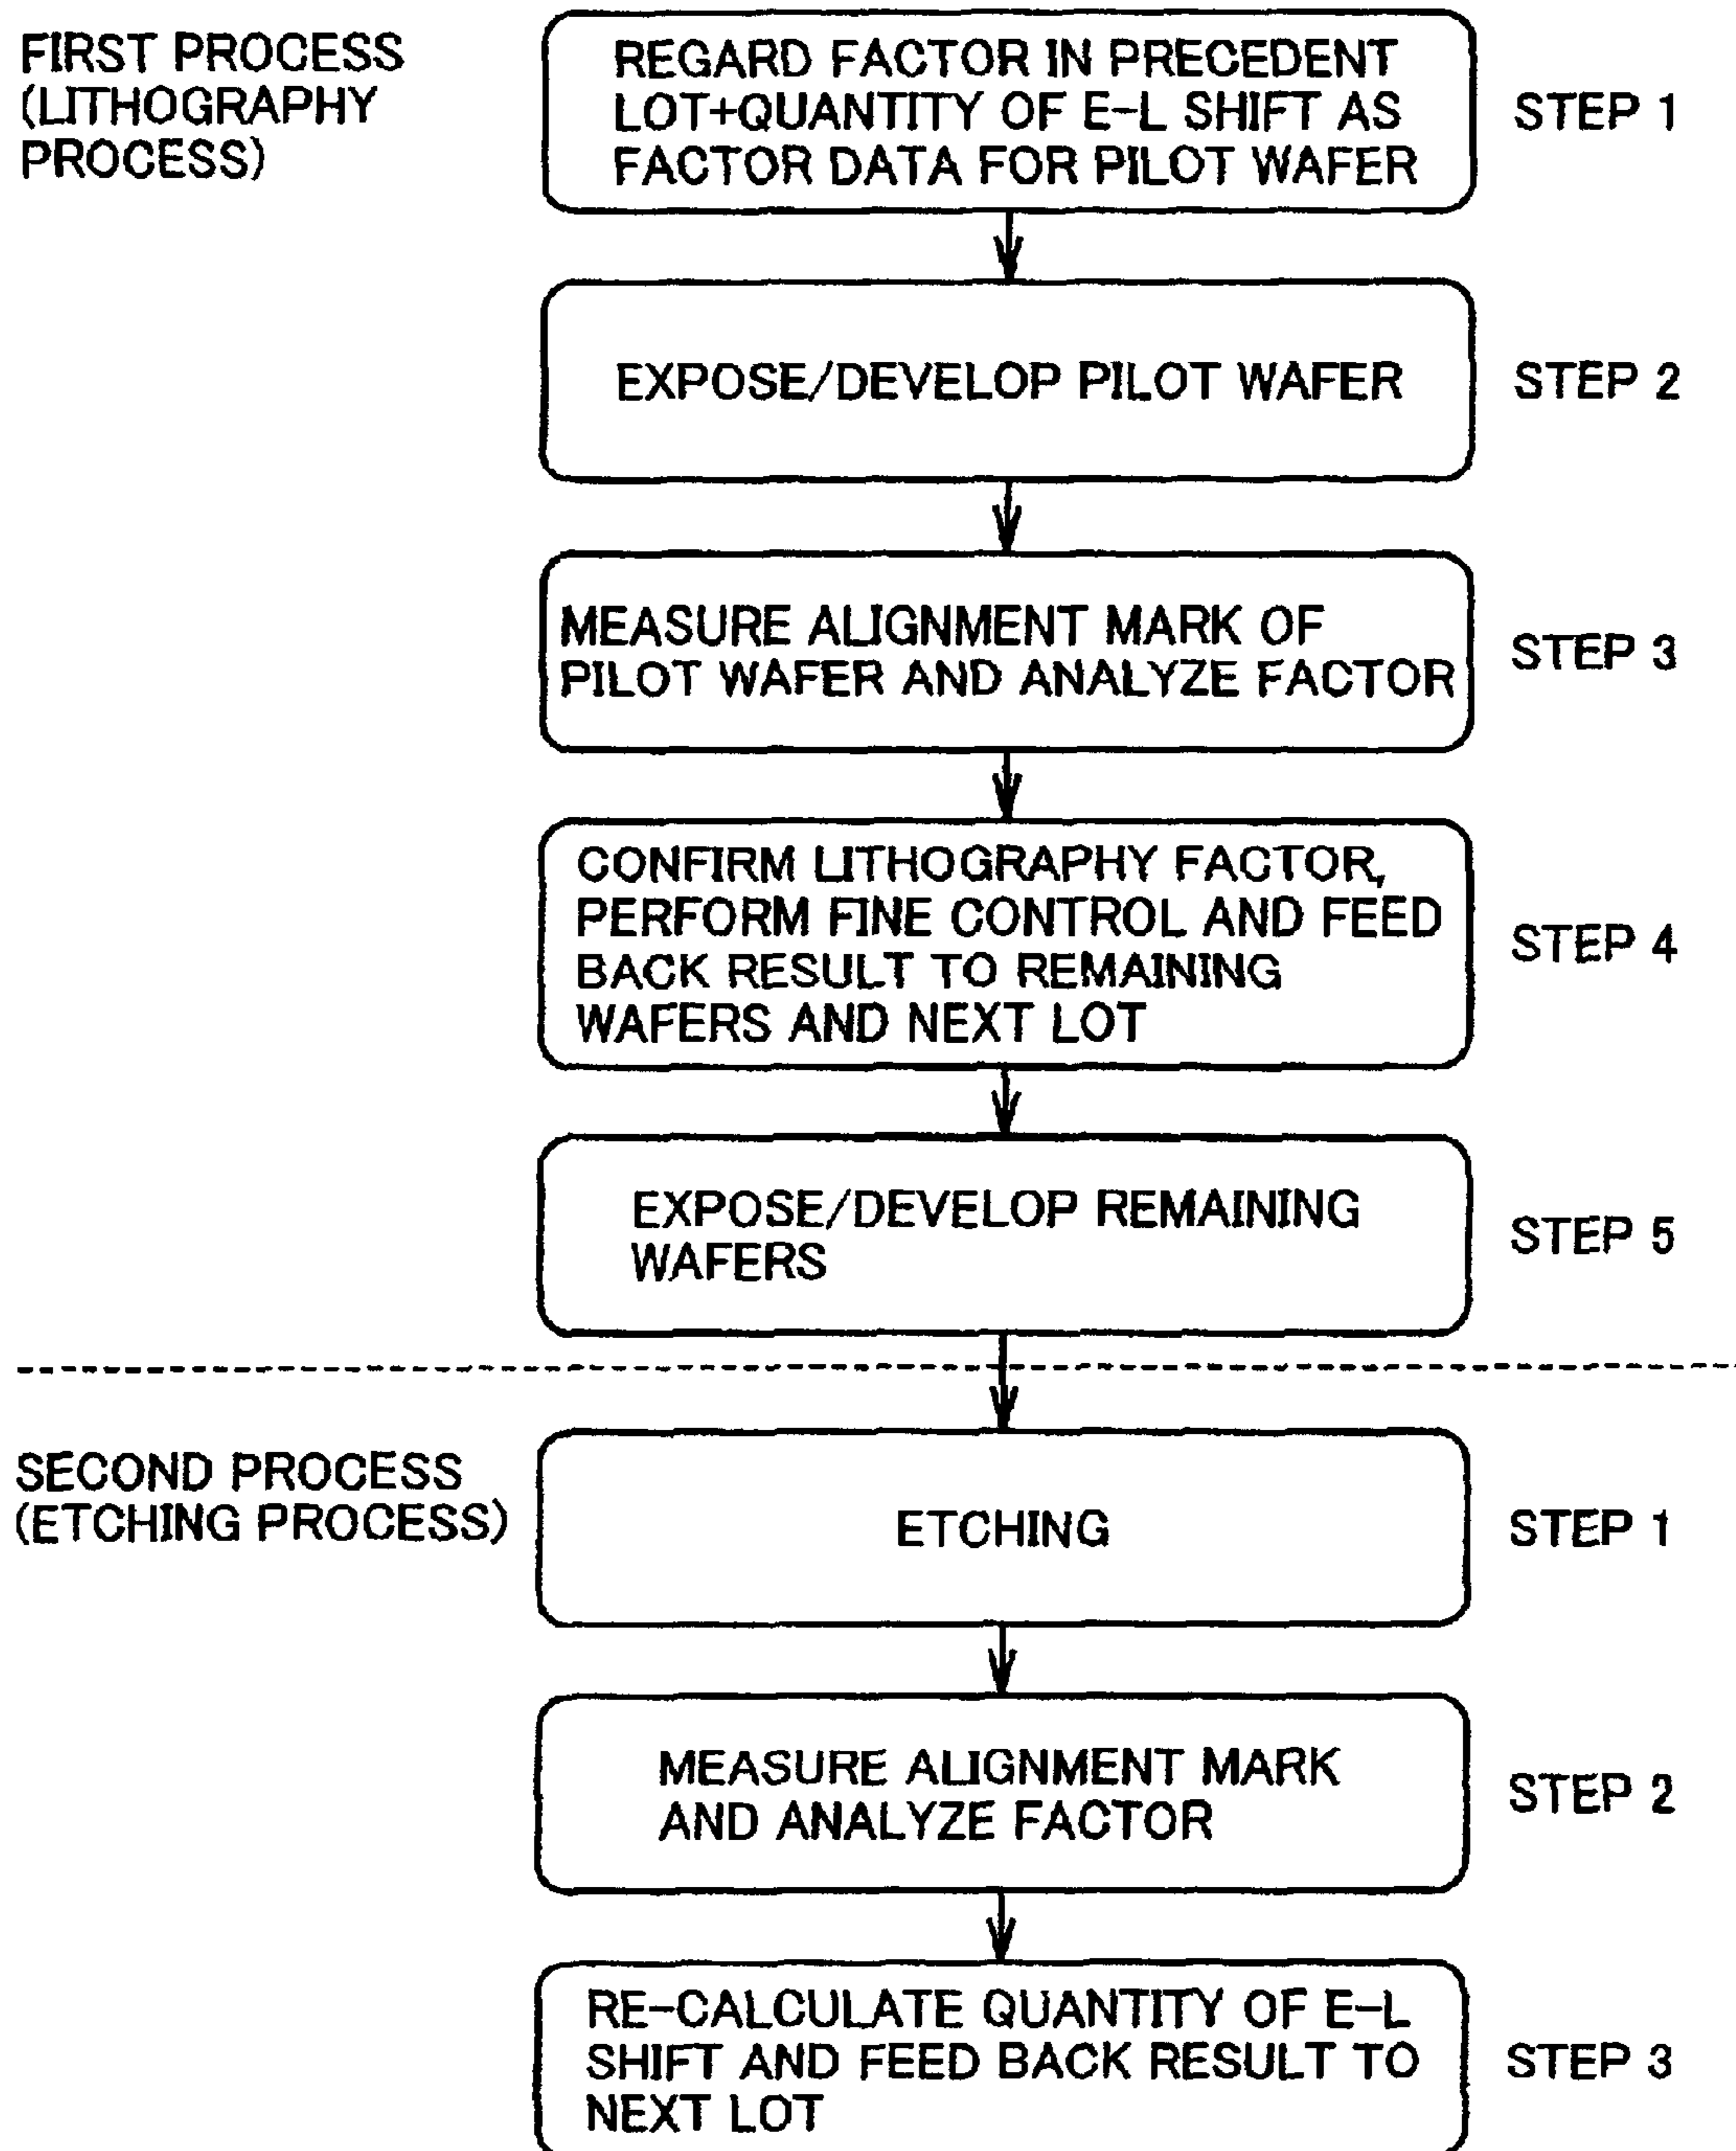 FIRST PROCESS
(LITHOGRAPHY
PROCESS)
REGARD FACTOR IN PRECEDENT
LOT+QUANTITY OF E-L SHIFT AS
FACTOR DATA FOR PILOT WAFER
STEP 1
EXPOSE/DEVELOP PILOT WAFER
STEP 2
MEASURE ALIGNMENT MARK OF
PILOT WAFER AND ANALYZE FACTOR
STEP 3
CONFIRM LITHOGRAPHY FACTOR,
PERFORM FINE CONTROL AND FEED
BACK RESULT TO REMAINING
WAFERS AND NEXT LOT
STEP 4
EXPOSE/DEVELOP REMAINING
WAFERS
STEP 5
SECOND PROCESS
(ETCHING PROCESS)
ETCHING
STEP 1
MEASURE ALIGNMENT MARK
AND ANALYZE FACTOR
STEP 2
RE-CALCULATE QUANTITY OF E-L
SHIFT AND FEED BACK RESULT TO
NEXT LOT
STEP 3